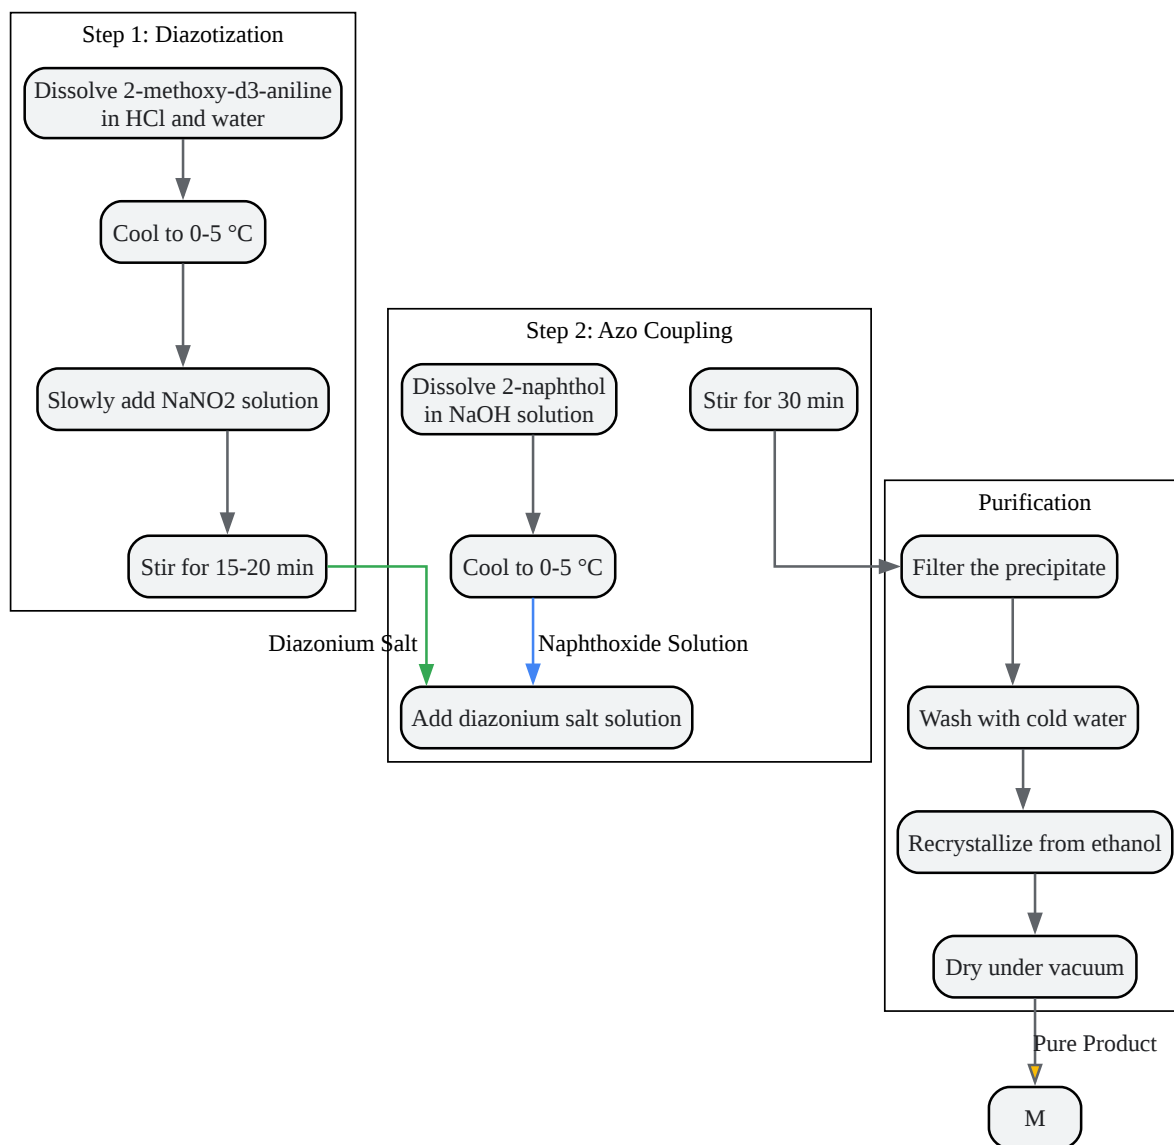 Step 1: Diazotization
Dissolve 2-methoxy-d3-aniline
in HCl and water
Cool to 0-5 °C
Slowly add NaNO2 solution
Stir for 15-20 min
Diazonium Salt
Step 2: Azo Coupling
Dissolve 2-naphthol
in NaOH solution
Stir for 30 min
Cool to 0-5 °C
Naphthoxide Solution
Add diazonium salt solution
Purification
Filter the precipitate
Wash with cold water
Recrystallize from ethanol
Dry under vacuum
Pure Product
M